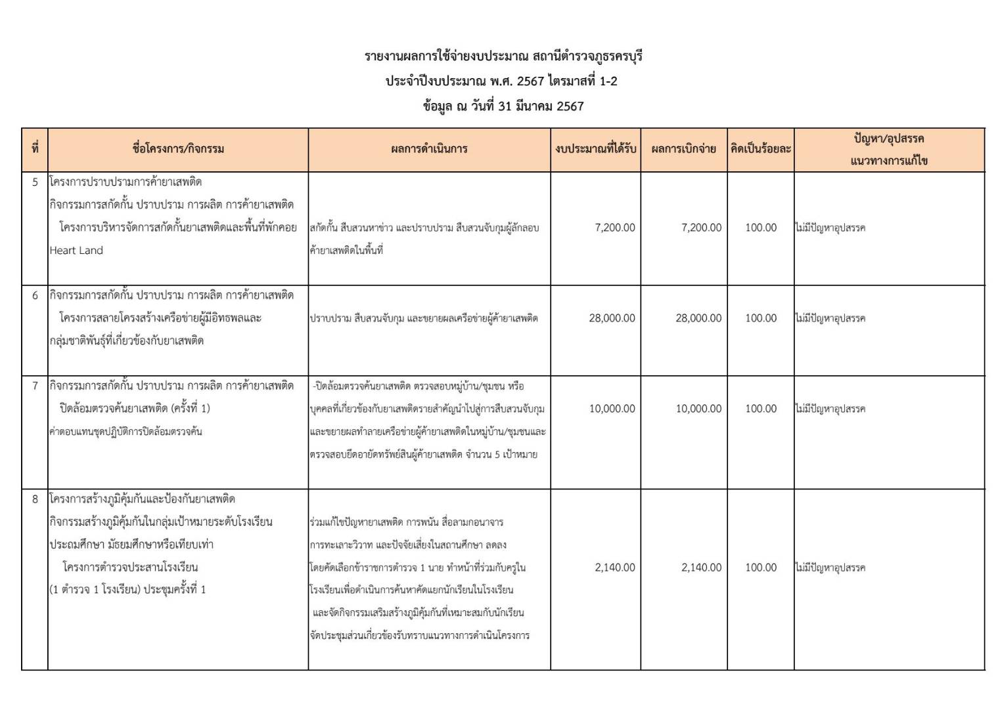 รายงานผลการใช้จ่ายงบประมาณ สถานีตำรวจภูธรครบุรี
ประจำปีงบประมาณ พ.ศ. 2567 ไตรมาสที่ 1-2
ข้อมูล ณ วันที่ 31 มีนาคม 2567
ที่ ชื่อโครงการ/กิจกรรม ผลการดำเนินการ งบประมาณที่ได้รับ ผลการเบิกจ่าย คิดเป็นร้อยละ ปัญหา/อุปสรรค
แนวทางการแก้ไข
5 โครงการปราบปรามการค้ายาเสพติด
กิจกรรมการสกัดกั้น ปราบปราม การผลิต การค้ายาเสพติด
โครงการบริหารจัดการสกัดกั้นยาเสพติดและพื้นที่พักคอย สกัดกั้น สืบสวนหาข่าว และปราบปราม สืบสวนจับกุมผู้ลักลอบ 7,200.00 7,200.00 100.00 ไม่มีปัญหาอุปสรรค
Heart Land ค้ายาเสพติดในพื้นที่
6 กิจกรรมการสกัดกั้น ปราบปราม การผลิต การค้ายาเสพติด
โครงการสลายโครงสร้างเครือข่ายผู้มีอิทธพลและ ปราบปราม สืบสวนจับกุม และขยายผลเครือข่ายผู้ค้ายาเสพติด 28,000.00 28,000.00 100.00 ไม่มีปัญหาอุปสรรค
กลุ่มชาติพันธุ์ที่เกี่ยวข้องกับยาเสพติด
7 กิจกรรมการสกัดกั้น ปราบปราม การผลิต การค้ายาเสพติด -ปิดล้อมตรวจค้นยาเสพติด ตรวจสอบหมู่บ้าน/ชุมชน หรือ
ปิดล้อมตรวจค้นยาเสพติด (ครั้งที่ 1) บุคคลที่เกี่ยวข้องกับยาเสพติดรายสำคัญนำไปสู่การสืบสวนจับกุม 10,000.00 10,000.00 100.00 ไม่มีปัญหาอุปสรรค
ค่าตอบแทนชุดปฏิบัติการปิดล้อมตรวจค้น และขยายผลทำลายเครือข่ายผู้ค้ายาเสพติดในหมู่บ้าน/ชุมชนและ
ตรวจสอบยึดอายัดทรัพย์สินผู้ค้ายาเสพติด จำนวน 5 เป้าหมาย
8 โครงการสร้างภูมิคุ้มกันและป้องกันยาเสพติด
กิจกรรมสร้างภูมิคุ้มกันในกลุ่มเป้าหมายระดับโรงเรียน ร่วมแก้ไขปัญหายาเสพติด การพนัน สื่อลามกอนาจาร
ประถมศึกษา มัธยมศึกษาหรือเทียบเท่า การทะเลาะวิวาท และปัจจัยเสี่ยงในสถานศึกษา ลดลง
โครงการตำรวจประสานโรงเรียน โดยคัดเลือกข้าราชการตำรวจ 1 นาย ทำหน้าที่ร่วมกับครูใน 2,140.00 2,140.00 100.00 ไม่มีปัญหาอุปสรรค
(1 ตำรวจ 1 โรงเรียน) ประชุมครั้งที่ 1 โรงเรียนเพื่อดำเนินการค้นหาคัดแยกนักเรียนในโรงเรียน
และจัดกิจกรรมเสริมสร้างภูมิคุ้มกันที่เหมาะสมกับนักเรียน
จัดประชุมส่วนเกี่ยวข้องรับทราบแนวทางการดำเนินโครงการ